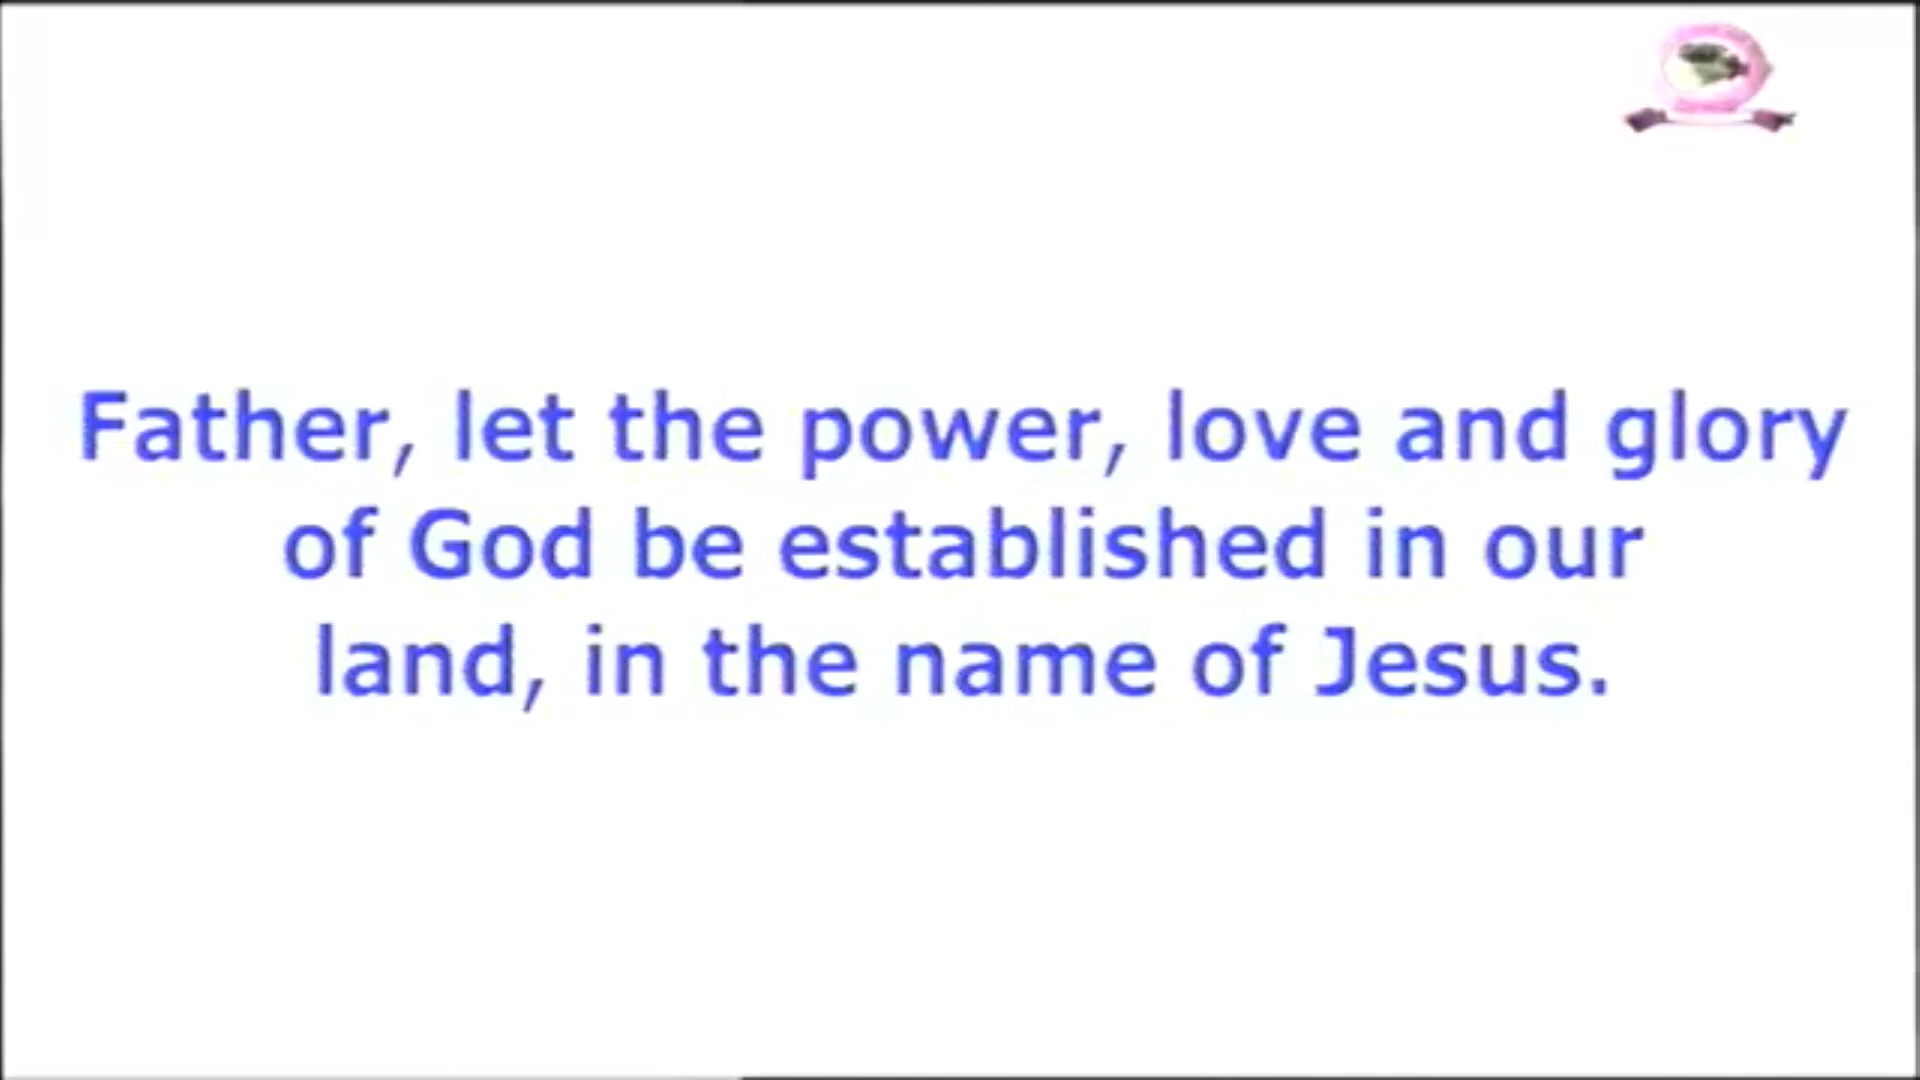 Father, let the power, love and glory
of God be established in our
land, in the name of Jesus.